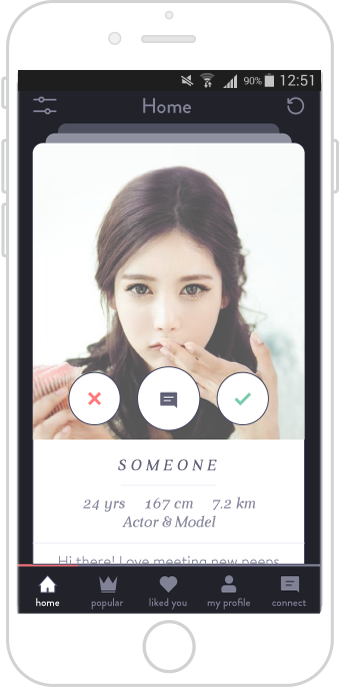 90% 12:51
Home
SOMEONE
24 yrs 167 cm 7.2 km
Actor & Model
Hi there! Love meeting new peeps
home popular liked you my profile connect